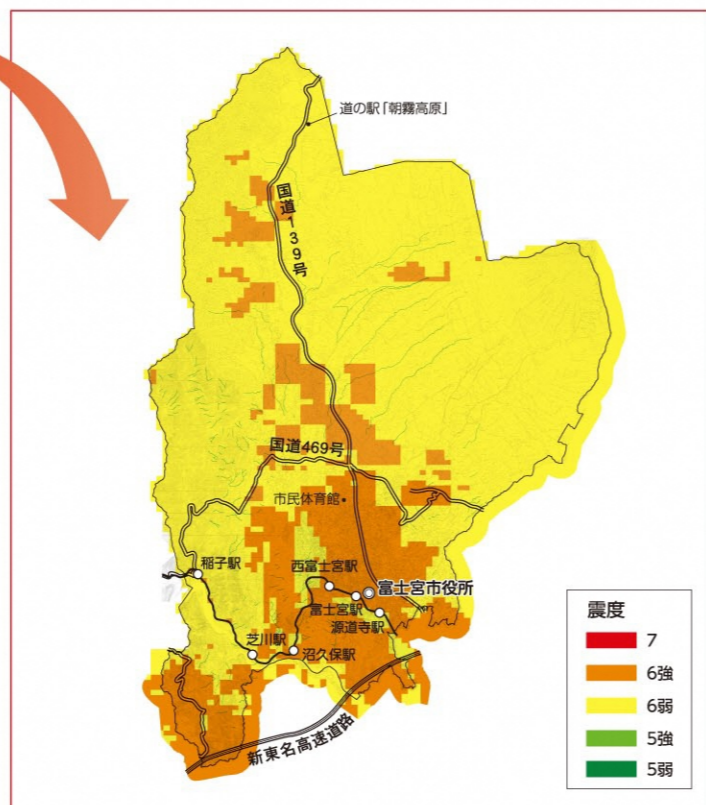 道の駅「朝霧高原」
国道139号
国道469号
市民体育館
稲子駅
西富士宮駅
富士宮市役所
富士宮駅
源道寺駅
芝川駅
沼久保駅
新東名高速道路
震度
7
6強
6弱
5強
5弱